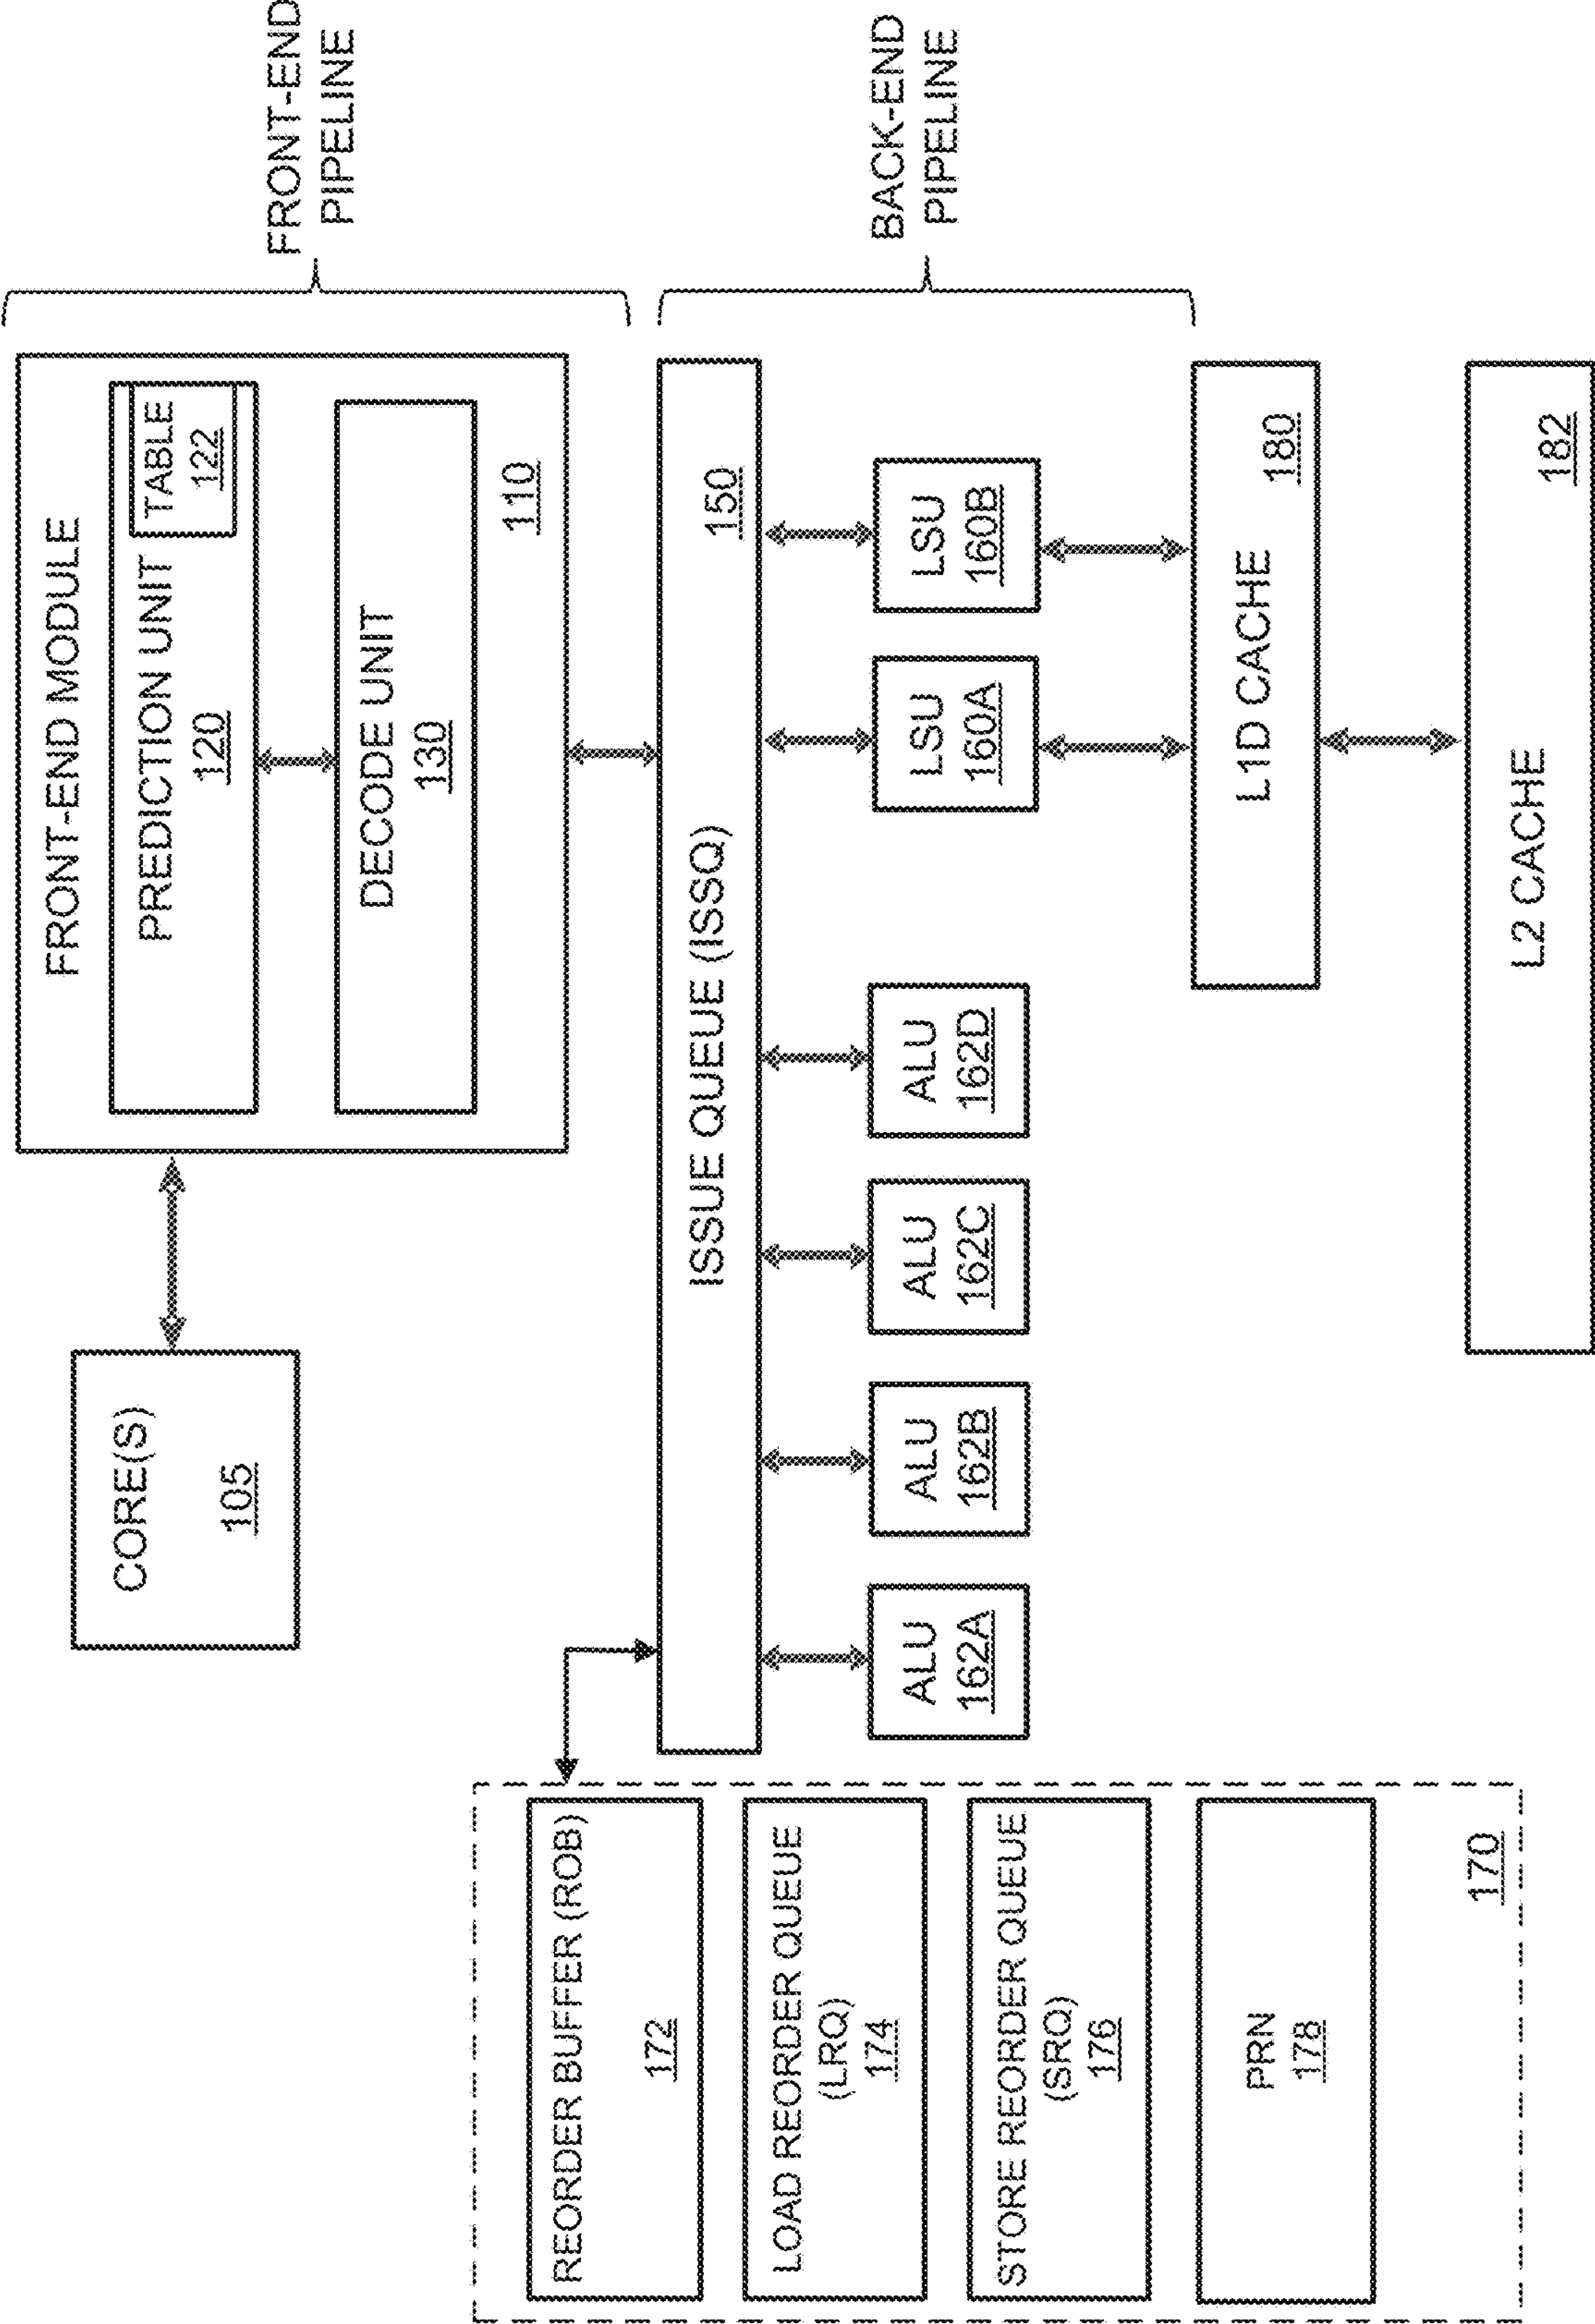 CORE(S)
105
FRONT-END MODULE
PREDICTION UNIT
120
TABLE
122
DECODE UNIT
130
110
FRONT-END
PIPELINE
REORDER BUFFER (ROB)
172
LOAD REORDER QUEUE
(LRQ)
174
STORE REORDER QUEUE
(SRQ)
176
PRN
178
170
ISSUE QUEUE (ISSQ)
150
ALU
162A
ALU
162B
ALU
162C
ALU
162D
LSU
160A
LSU
160B
BACK-END
PIPELINE
L1D CACHE
180
L2 CACHE
182